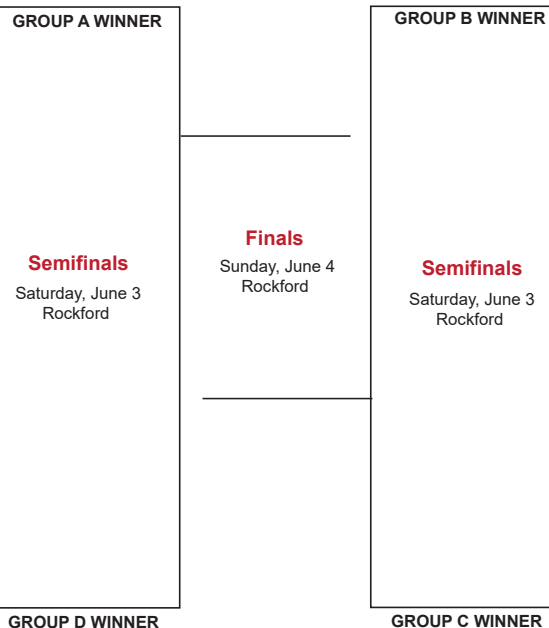 GROUP A WINNER
GROUP B WINNER
Semifinals
Saturday, June 3
Rockford
Finals
Sunday, June 4
Rockford
Semifinals
Saturday, June 3
Rockford
GROUP D WINNER
GROUP C WINNER